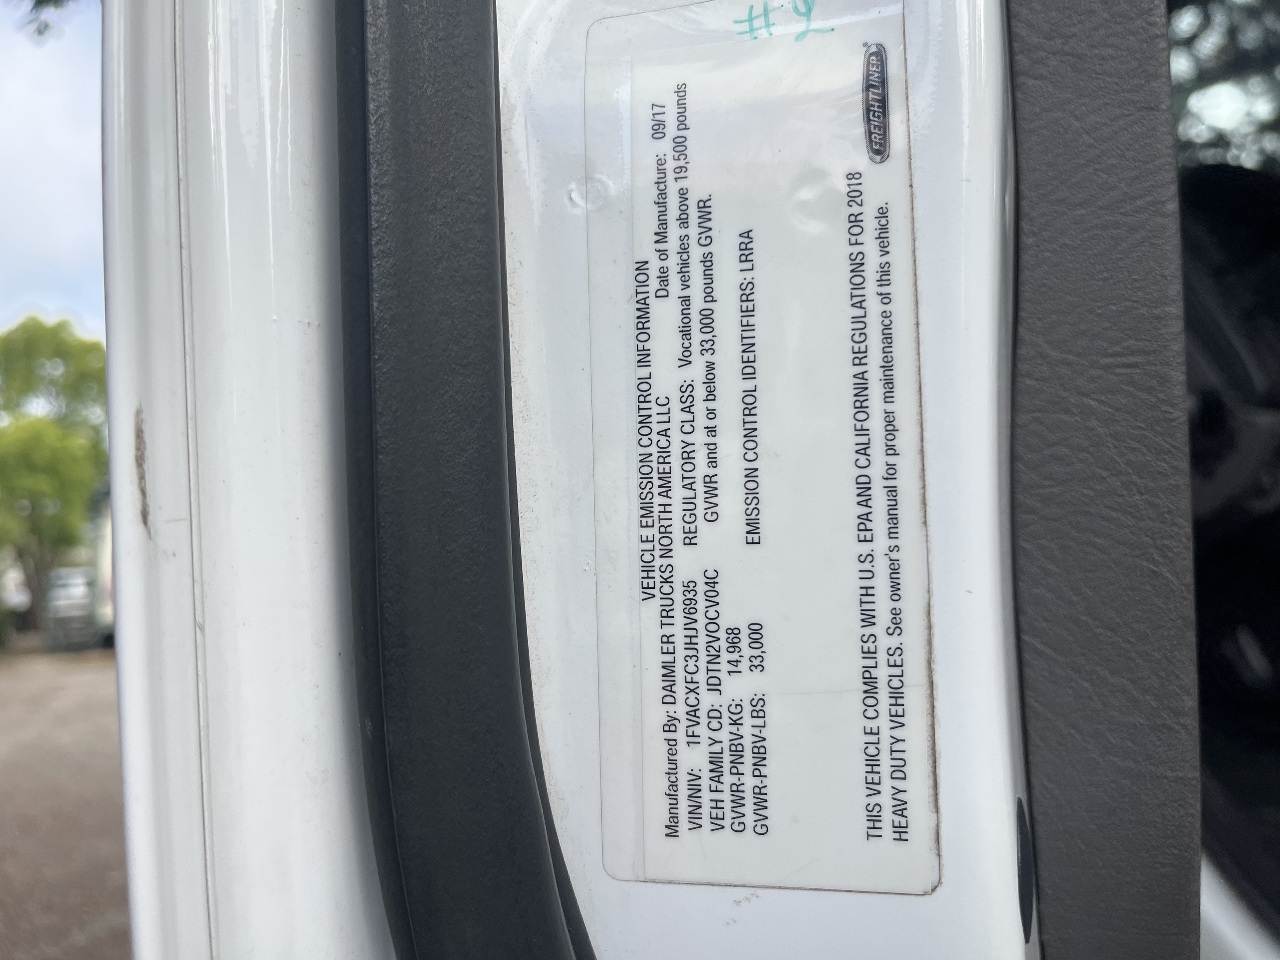 #2
VEHICLE EMISSION CONTROL INFORMATION
Manufactured By: DAIMLER TRUCKS NORTH AMERICA LLC Date of Manufacture: 09/17
VIN/NIV: 1FVACXFC3JHJV6935 REGULATORY CLASS: Vocational vehicles above 19,500 pounds
VEH FAMILY CD: JDTN2VOCV04C GVWR and at or below 33,000 pounds GVWR.
GVWR-PNBV-KG: 14,968
GVWR-PNBV-LBS: 33,000 EMISSION CONTROL IDENTIFIERS: LRRA
THIS VEHICLE COMPLIES WITH U.S. EPA AND CALIFORNIA REGULATIONS FOR 2018
HEAVY DUTY VEHICLES. See owner's manual for proper maintenance of this vehicle.
FREIGHTLINER